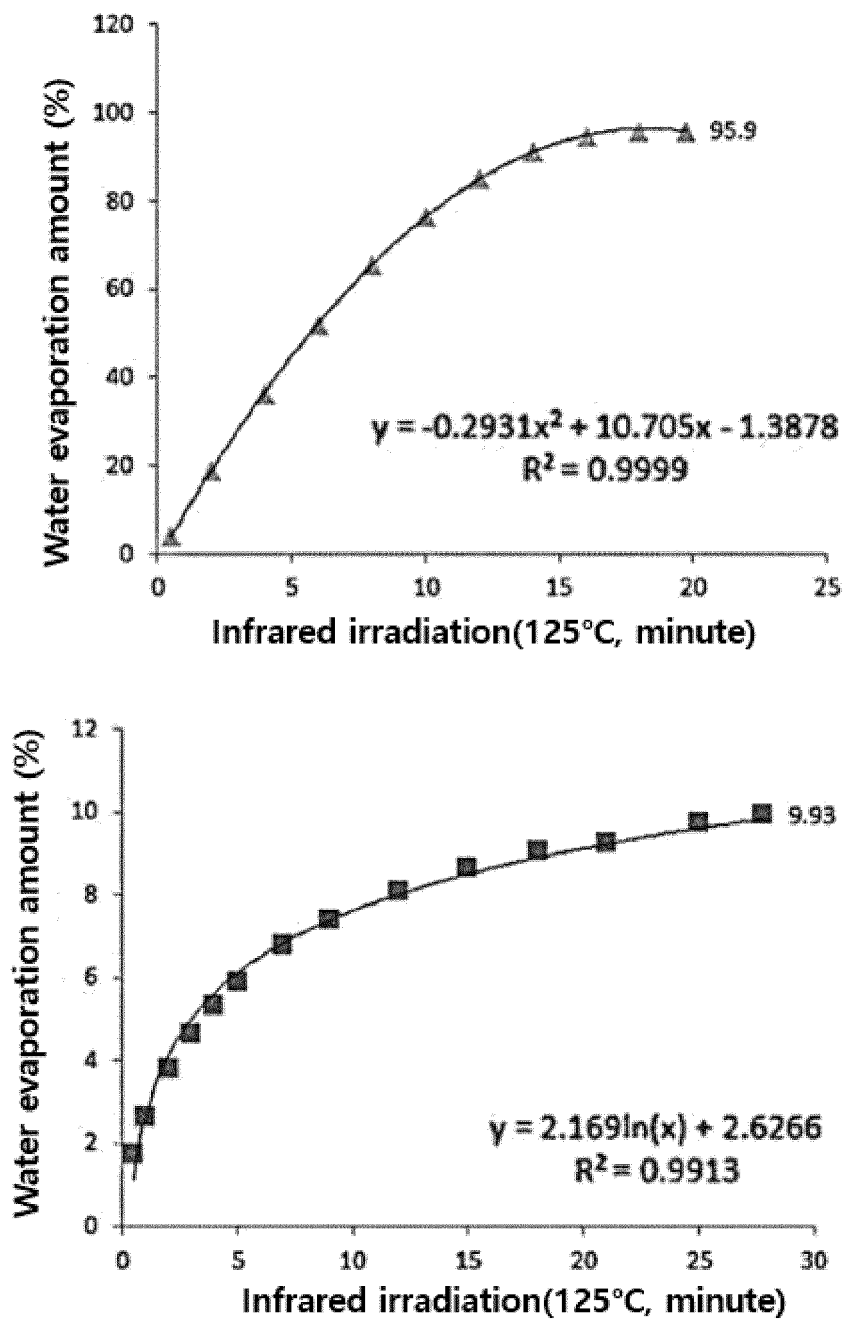 Water evaporation amount (%)
120
100
80
60
40
20
0
95.9
y = -0.2931x² + 10.705x - 1.3878
R² = 0.9999
0 5 10 15 20 25
Infrared irradiation(125°C, minute)
Water evaporation amount (%)
12
10
8
6
4
2
0
9.93
y = 2.169ln(x) + 2.6266
R² = 0.9913
0 5 10 15 20 25 30
Infrared irradiation(125°C, minute)